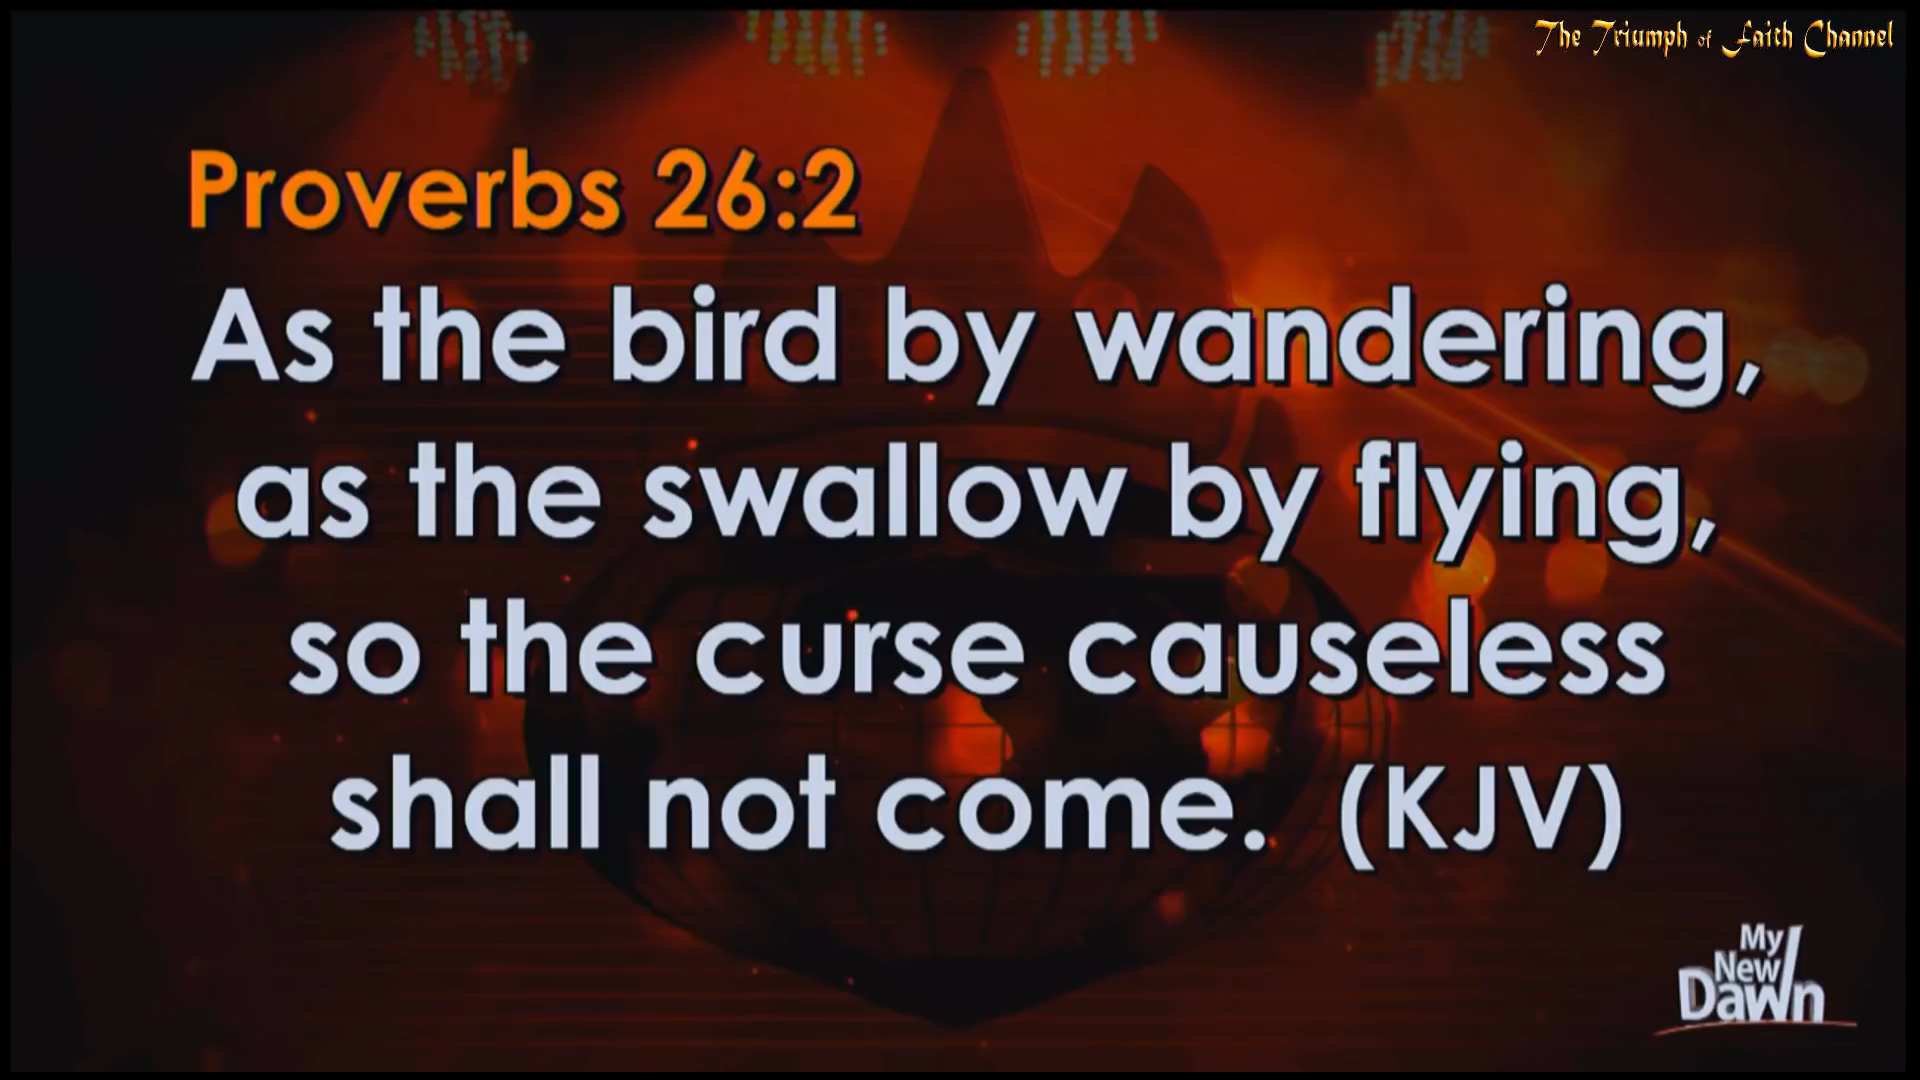 The Triumph of Faith Channel
Proverbs 26:2
As the bird by wandering,
as the swallow by flying,
so the curse causeless
shall not come. (KJV)
My
New
Dawn